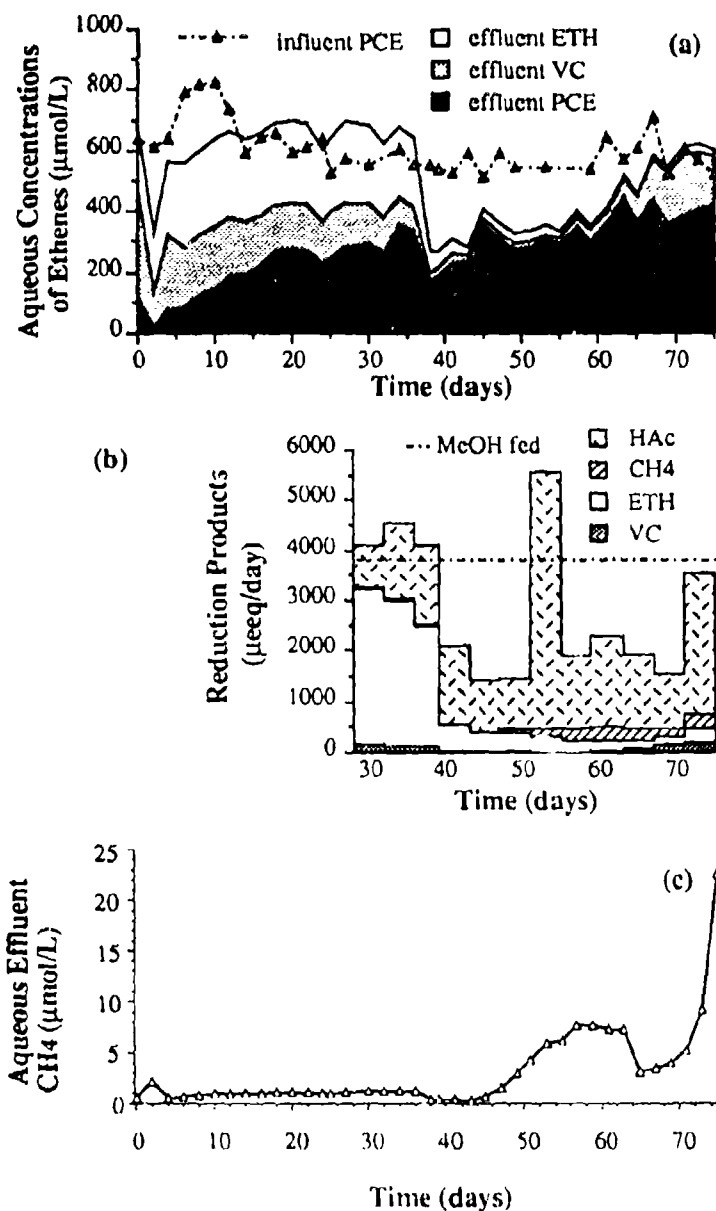 (a)
influent PCE
effluent ETH
effluent VC
effluent PCE
Aqueous Concentrations
of Ethenes (μmol/L)
1000
800
600
400
200
0
0 10 20 30 40 50 60 70
Time (days)
(b)
MeOH fed
HAc
CH4
ETH
VC
Reduction Products
(μeeq/day)
6000
5000
4000
3000
2000
1000
0
30 40 50 60 70
Time (days)
(c)
Aqueous Effluent
CH4 (μmol/L)
25
20
15
10
5
0
0 10 20 30 40 50 60 70
Time (days)